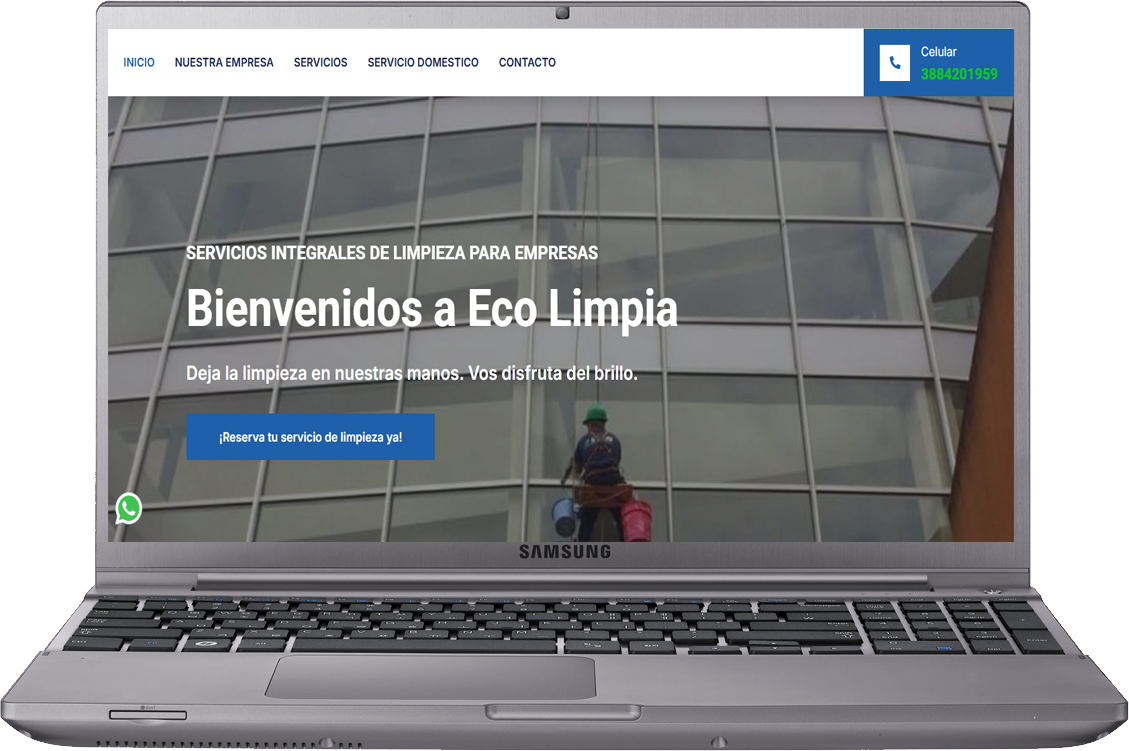 INICIO NUESTRA EMPRESA SERVICIOS SERVICIO DOMESTICO CONTACTO
Celular
3884201959
SERVICIOS INTEGRALES DE LIMPIEZA PARA EMPRESAS
Bienvenidos a Eco Limpia
Deja la limpieza en nuestras manos. Vos disfruta del brillo.
¡Reserva tu servicio de limpieza ya!
SAMSUNG